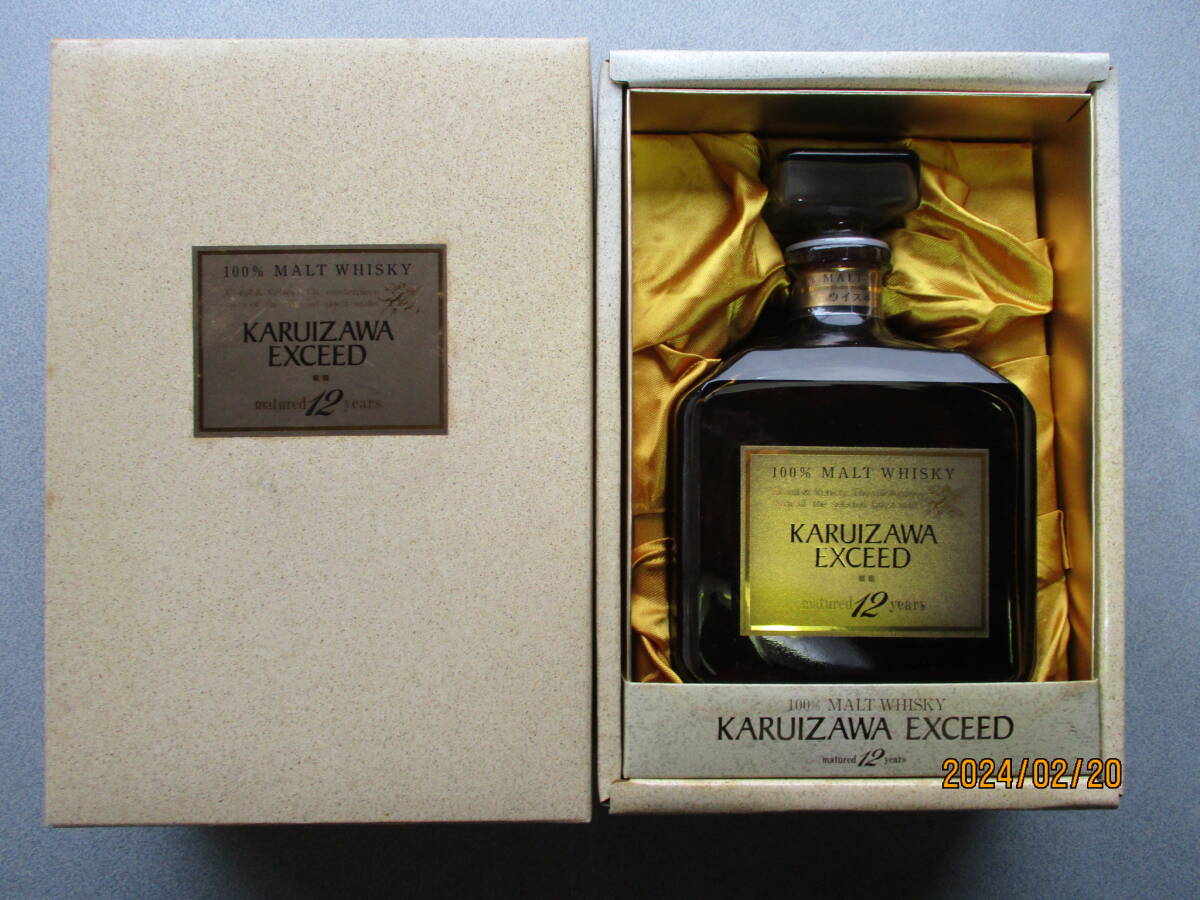 100% MALT WHISKY
KARUIZAWA
EXCEED
matured 12 years
MALT
ウイス
100% MALT WHISKY
KARUIZAWA
EXCEED
matured 12 years
100% MALT WHISKY
KARUIZAWA EXCEED
matured 12 years
2024/02/20